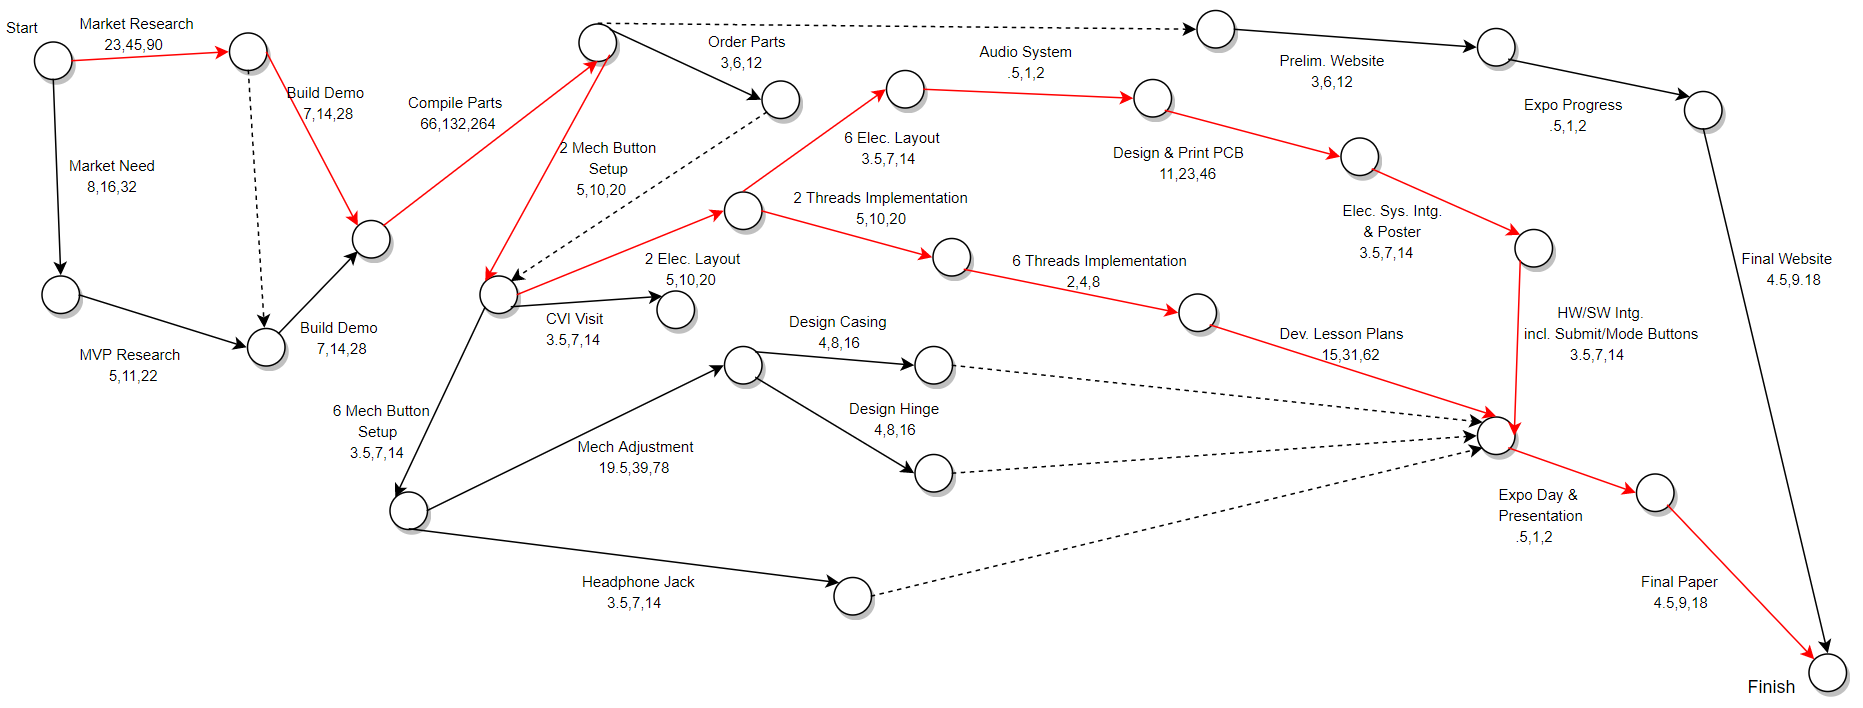 Start
Market Research
23,45,90
Build Demo
7,14,28
Market Need
8,16,32
MVP Research
5,11,22
Build Demo
7,14,28
Compile Parts
66,132,264
Order Parts
3,6,12
2 Mech Button
Setup
5,10,20
Audio System
.5,1,2
Prelim. Website
3,6,12
Expo Progress
.5,1,2
6 Elec. Layout
3.5,7,14
Design & Print PCB
11,23,46
2 Threads Implementation
5,10,20
Elec. Sys. Intg.
& Poster
3.5,7,14
2 Elec. Layout
5,10,20
6 Threads Implementation
2,4,8
Final Website
4.5,9.18
CVI Visit
3.5,7,14
Design Casing
4,8,16
Dev. Lesson Plans
15,31,62
HW/SW Intg.
incl. Submit/Mode Buttons
3.5,7,14
6 Mech Button
Setup
3.5,7,14
Design Hinge
4,8,16
Mech Adjustment
19.5,39,78
Expo Day &
Presentation
.5,1,2
Headphone Jack
3.5,7,14
Final Paper
4.5,9,18
Finish